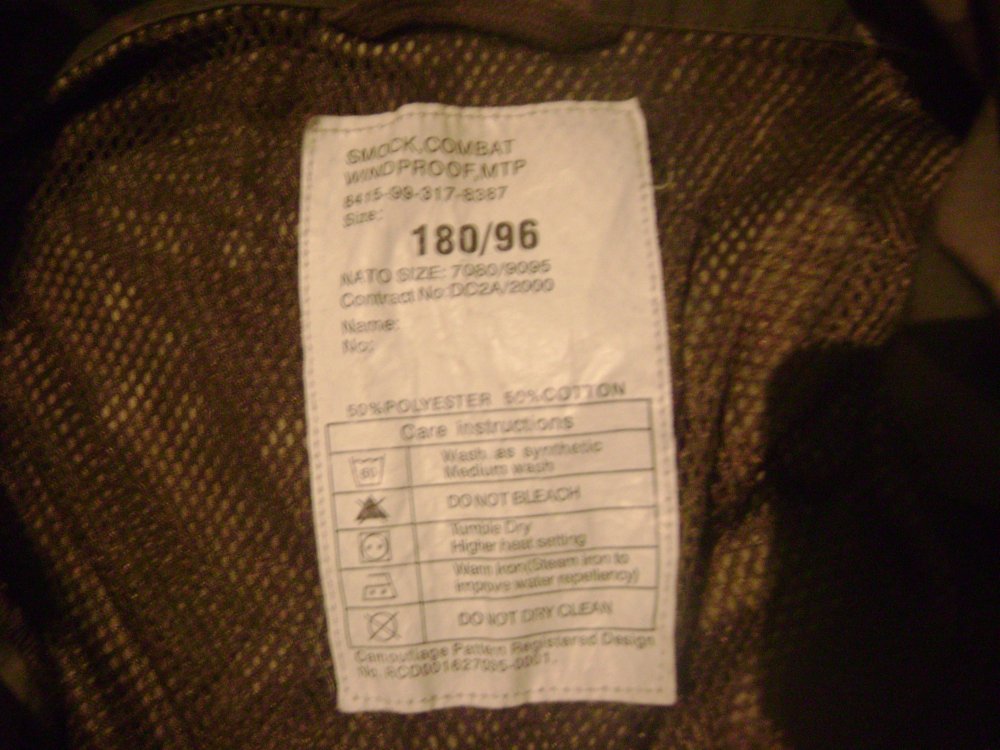 SMOCK,COMBAT
WINDPROOF,MTP
8415-99-317-8387
Size:
180/96
NATO SIZE: 7080/9095
Contract No:DC2A/2000
Name:
No:
50%POLYESTER 50%COTTON
Care Instructions
Wash as synthetic
Medium wash
DO NOT BLEACH
Tumble Dry
Higher heat setting
Warm iron(Steam iron to
improve water repellency)
DO NOT DRY CLEAN
Camouflage Pattern Registered Design
No.